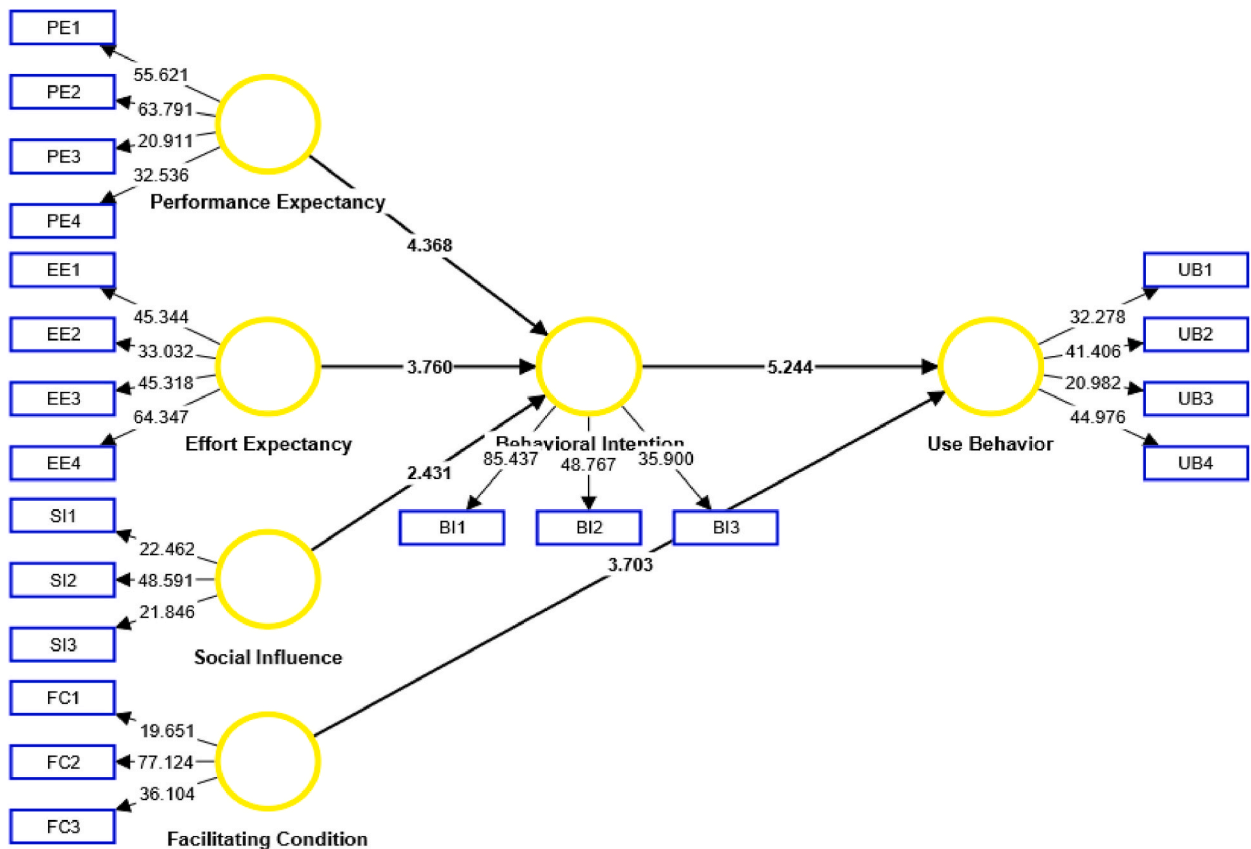 PE1
55.621
PE2
63.791
PE3
20.911
PE4
32.536
Performance Expectancy
4.368
EE1
45.344
EE2
33.032
EE3
45.318
EE4
64.347
Effort Expectancy
3.760
Behavioral Intention
85.437
48.767
35.900
BI1
BI2
BI3
5.244
Use Behavior
UB1
32.278
UB2
41.406
UB3
20.982
UB4
44.976
SI1
22.462
SI2
48.591
SI3
21.846
Social Influence
2.431
FC1
19.651
FC2
77.124
FC3
36.104
Facilitating Condition
3.703